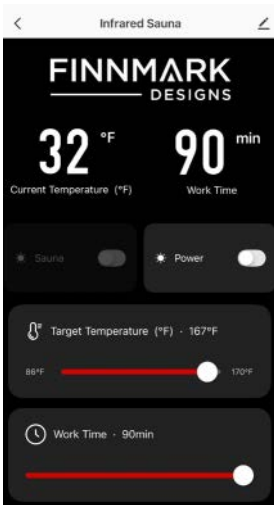 Infrared Sauna
FINNMARK
DESIGNS
32 °F
90 min
Current Temperature (°F)
Work Time
Sauna
Power
Target Temperature (°F) · 167°F
86°F
170°F
Work Time · 90min